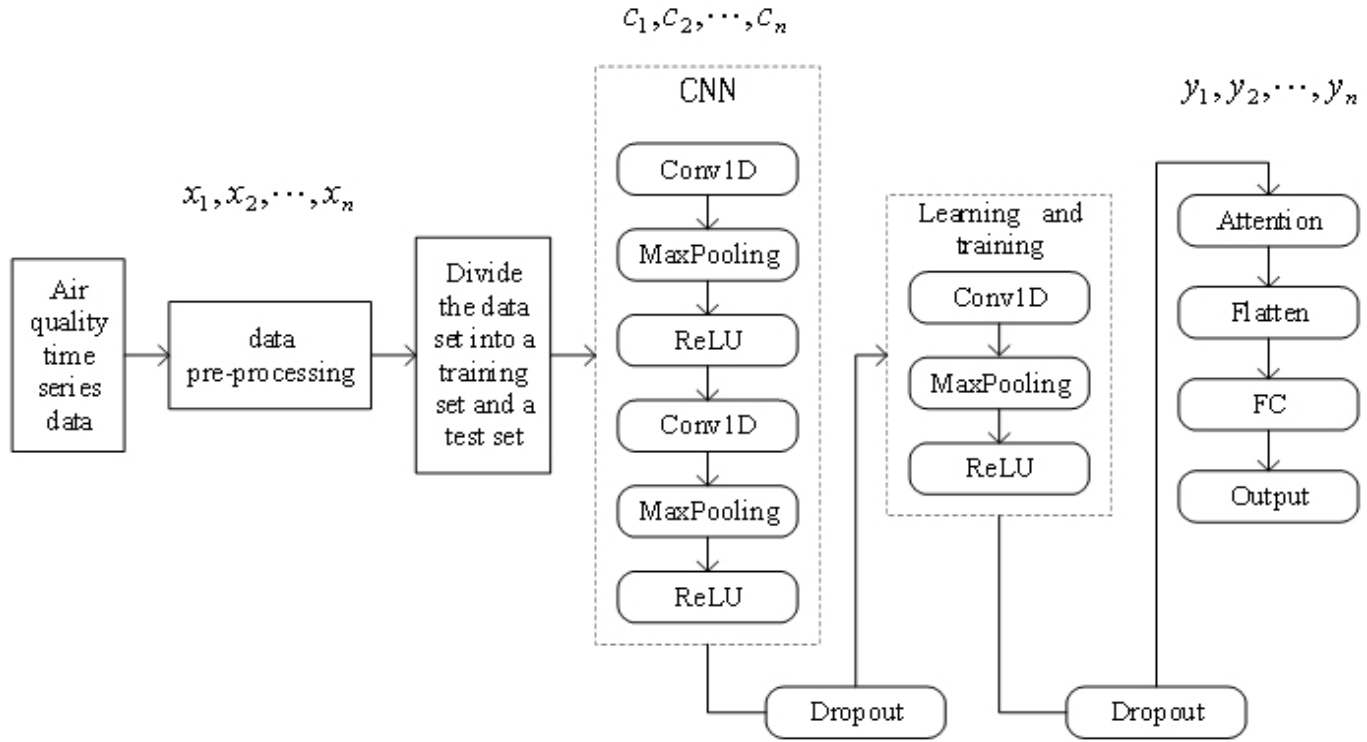 x₁,x₂,⋯,xₙ
Air
quality
time
series
data
data
pre-processing
Divide
the data
set into a
training
set and a
test set
c₁,c₂,⋯,cₙ
CNN
Conv1D
MaxPooling
ReLU
Conv1D
MaxPooling
ReLU
Dropout
Learning and
training
Conv1D
MaxPooling
ReLU
Dropout
y₁,y₂,⋯,yₙ
Attention
Flatten
FC
Output